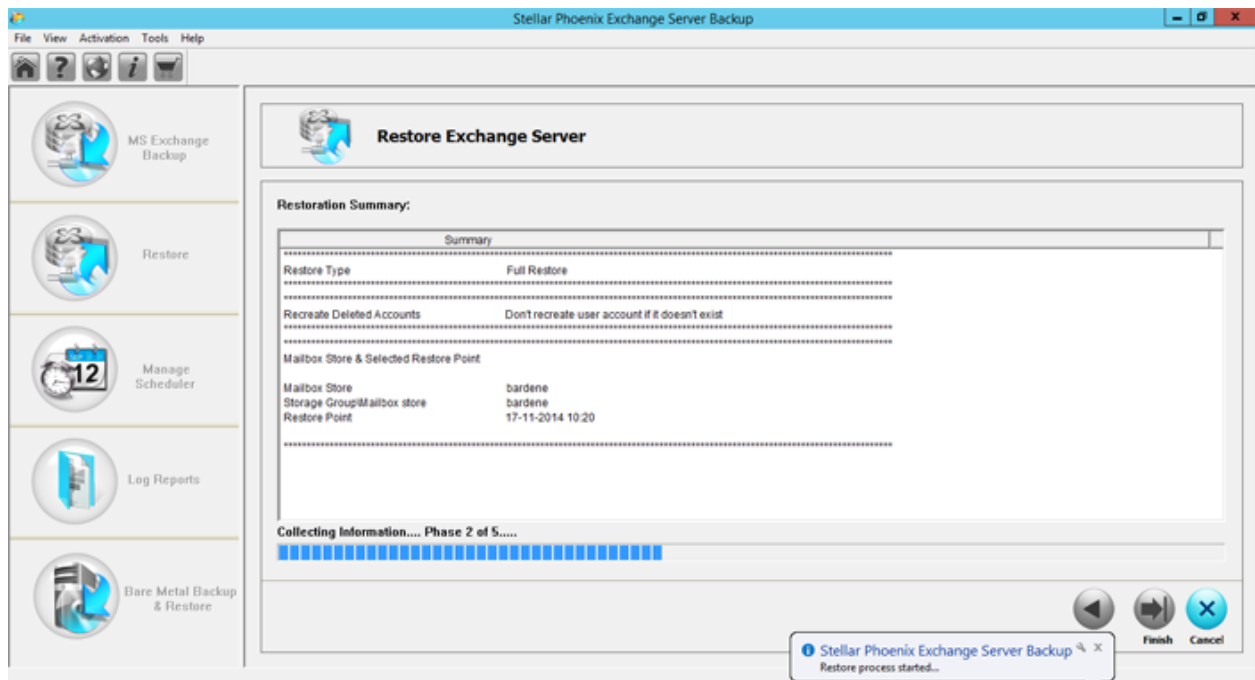 Stellar Phoenix Exchange Server Backup
File View Activation Tools Help
MS Exchange
Backup
Restore
Manage
Scheduler
12
Log Reports
Bare Metal Backup
& Restore
Restore Exchange Server
Restoration Summary:
Summary
Restore Type Full Restore
Recreate Deleted Accounts Don't recreate user account if it doesn't exist
Mailbox Store & Selected Restore Point
Mailbox Store bardene
Storage Group\Mailbox store bardene
Restore Point 17-11-2014 10:20
Collecting Information.... Phase 2 of 5.....
Finish Cancel
Stellar Phoenix Exchange Server Backup
Restore process started...